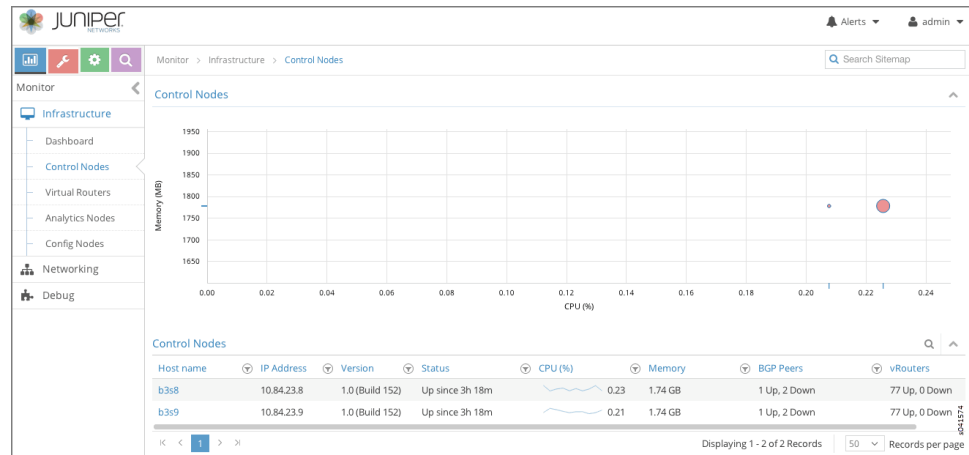 JUNIPER
NETWORKS
Alerts
admin
Monitor > Infrastructure > Control Nodes
Search Sitemap
Monitor
Infrastructure
Dashboard
Control Nodes
Virtual Routers
Analytics Nodes
Config Nodes
Networking
Debug
Control Nodes
Memory (MB)
1950
1900
1850
1800
1750
1700
1650
0.00 0.02 0.04 0.06 0.08 0.10 0.12 0.14 0.16 0.18 0.20 0.22 0.24
CPU (%)
Control Nodes
Host name IP Address Version Status CPU (%) Memory BGP Peers vRouters
b3s8 10.84.23.8 1.0 (Build 152) Up since 3h 18m 0.23 1.74 GB 1 Up, 2 Down 77 Up, 0 Down
b3s9 10.84.23.9 1.0 (Build 152) Up since 3h 18m 0.21 1.74 GB 1 Up, 2 Down 77 Up, 0 Down
1
Displaying 1 - 2 of 2 Records 50 Records per page
s041574